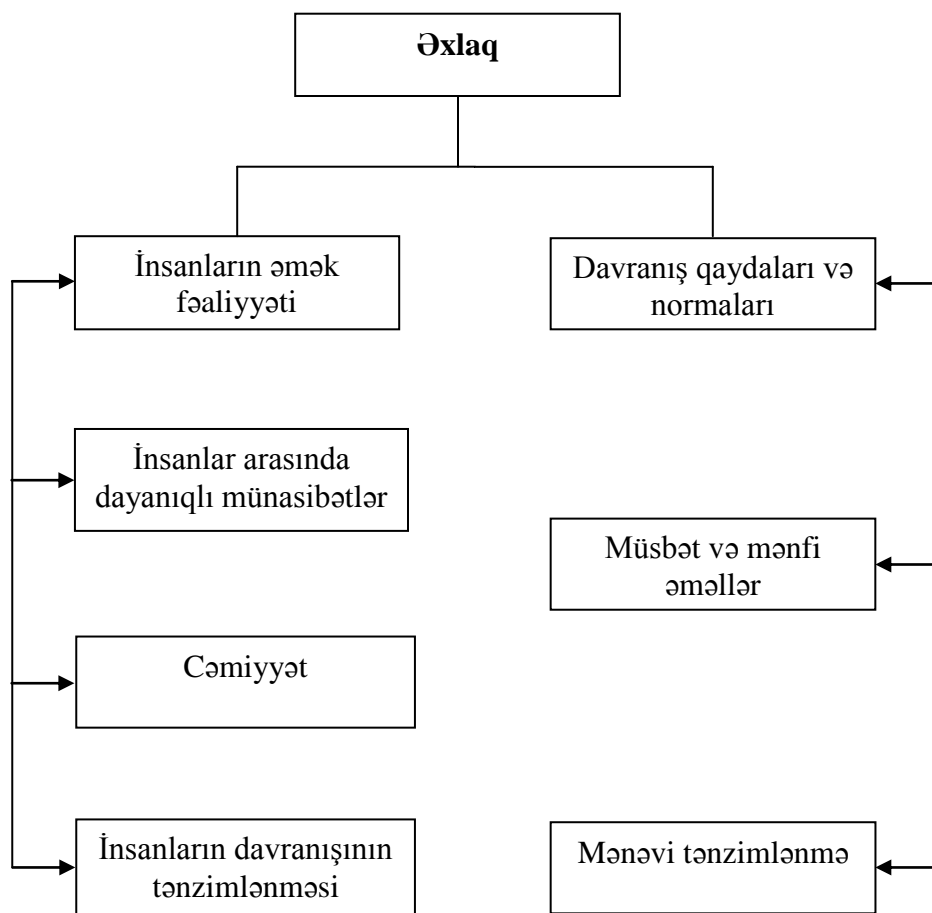 Əxlaq
İnsanların əmək
fəaliyyəti
Davranış qaydaları və
normaları
İnsanlar arasında
dayanıqlı münasibətlər
Müsbət və mənfi
əməllər
Cəmiyyət
İnsanların davranışının
tənzimlənməsi
Mənəvi tənzimlənmə